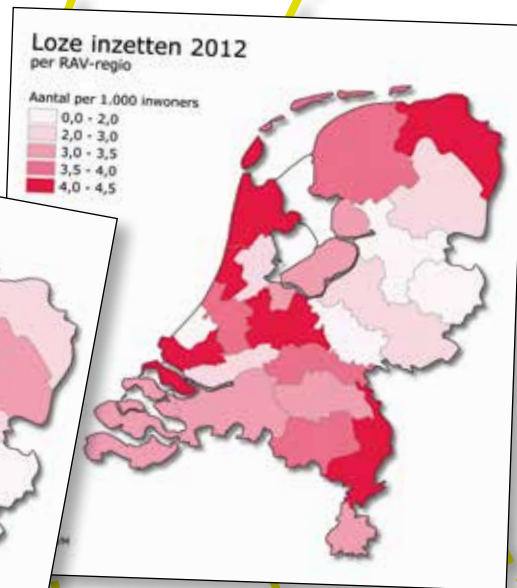 Loze inzetten 2012
per RAV-regio
Aantal per 1.000 inwoners
0,0 - 2,0
2,0 - 3,0
3,0 - 3,5
3,5 - 4,0
4,0 - 4,5